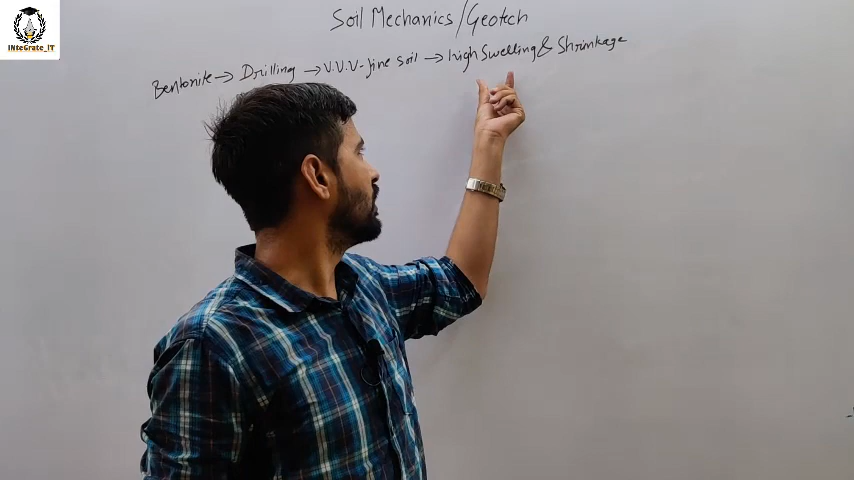 INteGrate_IT
Soil Mechanics/Geotech
Bentonite → Drilling → V.V.V-fine soil → high Swelling & Shrinkage